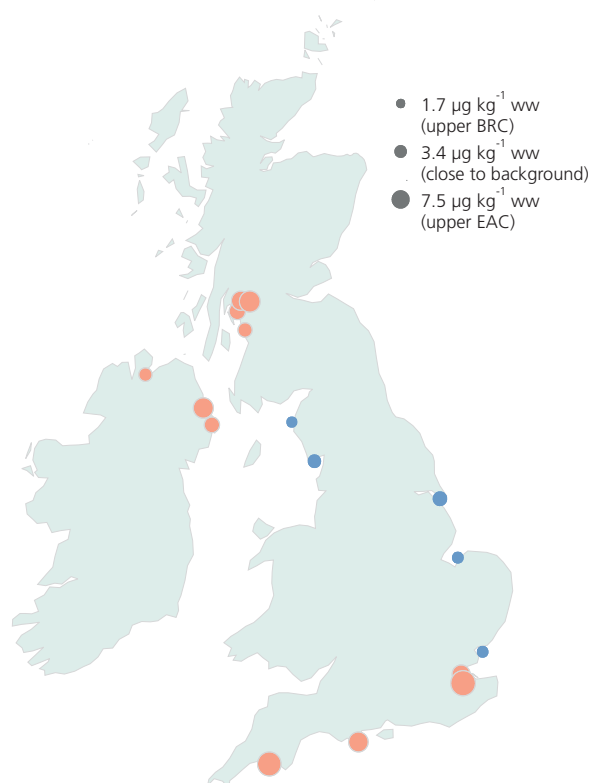 1.7 µg kg⁻¹ ww
(upper BRC)
3.4 µg kg⁻¹ ww
(close to background)
7.5 µg kg⁻¹ ww
(upper EAC)